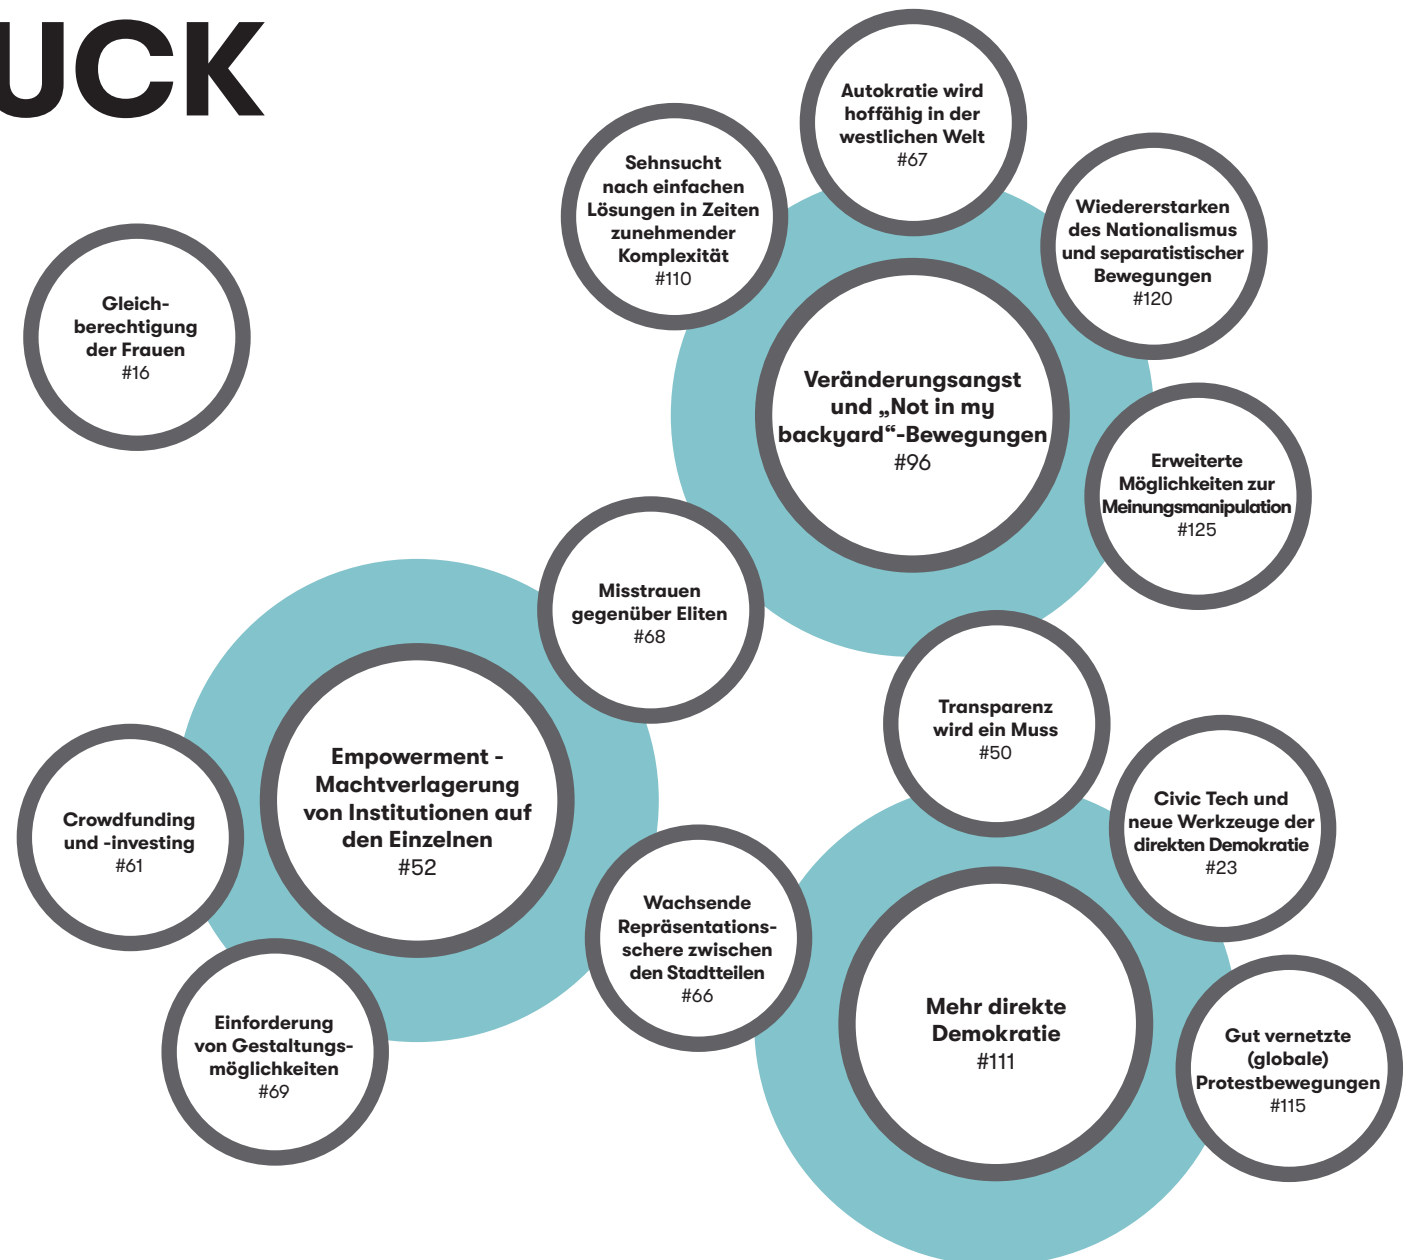 UCK
Autokratie wird
hoffähig in der
westlichen Welt
#67
Sehnsucht
nach einfachen
Lösungen in Zeiten
zunehmender
Komplexität
#110
Wiedererstarken
des Nationalismus
und separatistischer
Bewegungen
#120
Gleich-
berechtigung
der Frauen
#16
Veränderungsangst
und „Not in my
backyard“-Bewegungen
#96
Erweiterte
Möglichkeiten zur
Meinungsmanipulation
#125
Misstrauen
gegenüber Eliten
#68
Transparenz
wird ein Muss
#50
Empowerment -
Machtverlagerung
von Institutionen auf
den Einzelnen
#52
Crowdfunding
und -investing
#61
Civic Tech und
neue Werkzeuge der
direkten Demokratie
#23
Wachsende
Repräsentations-
schere zwischen
den Stadtteilen
#66
Einforderung
von Gestaltungs-
möglichkeiten
#69
Mehr direkte
Demokratie
#111
Gut vernetzte
(globale)
Protestbewegungen
#115